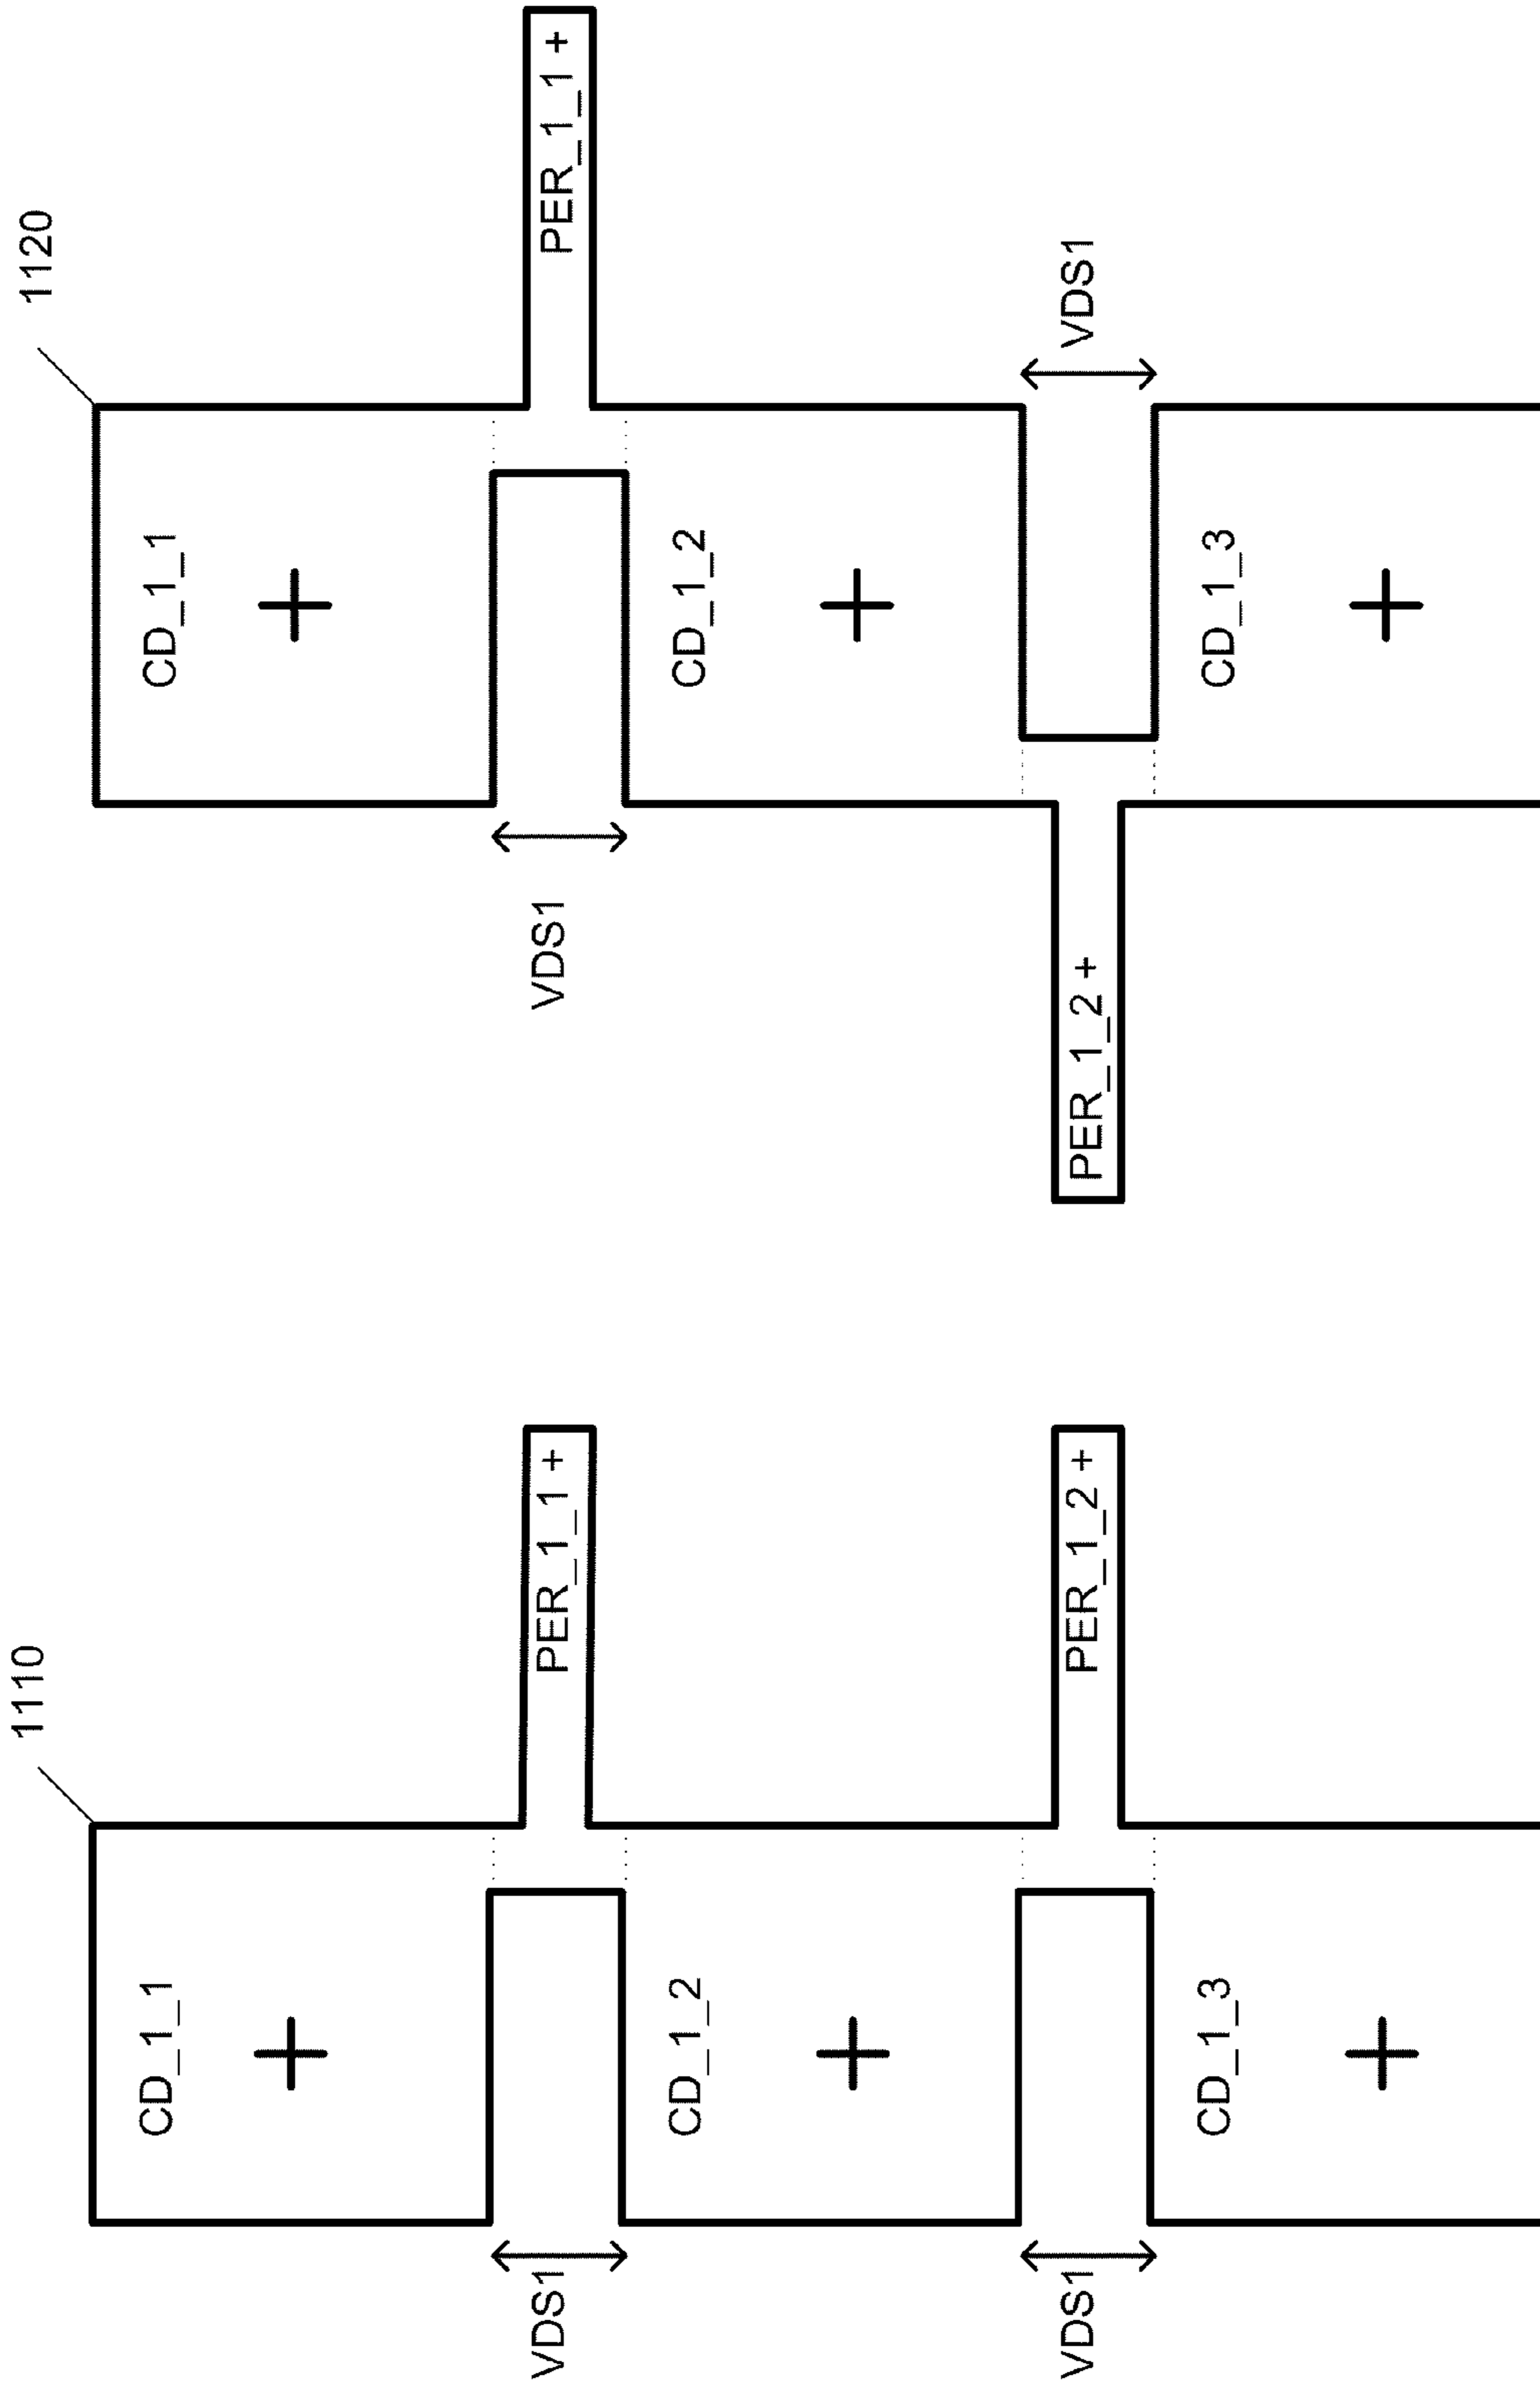 1110
CD_1_1
VDS1
PER_1_1 +
CD_1_2
VDS1
PER_1_2 +
CD_1_3
1120
CD_1_1
VDS1
PER_1_1 +
CD_1_2
PER_1_2 +
VDS1
CD_1_3